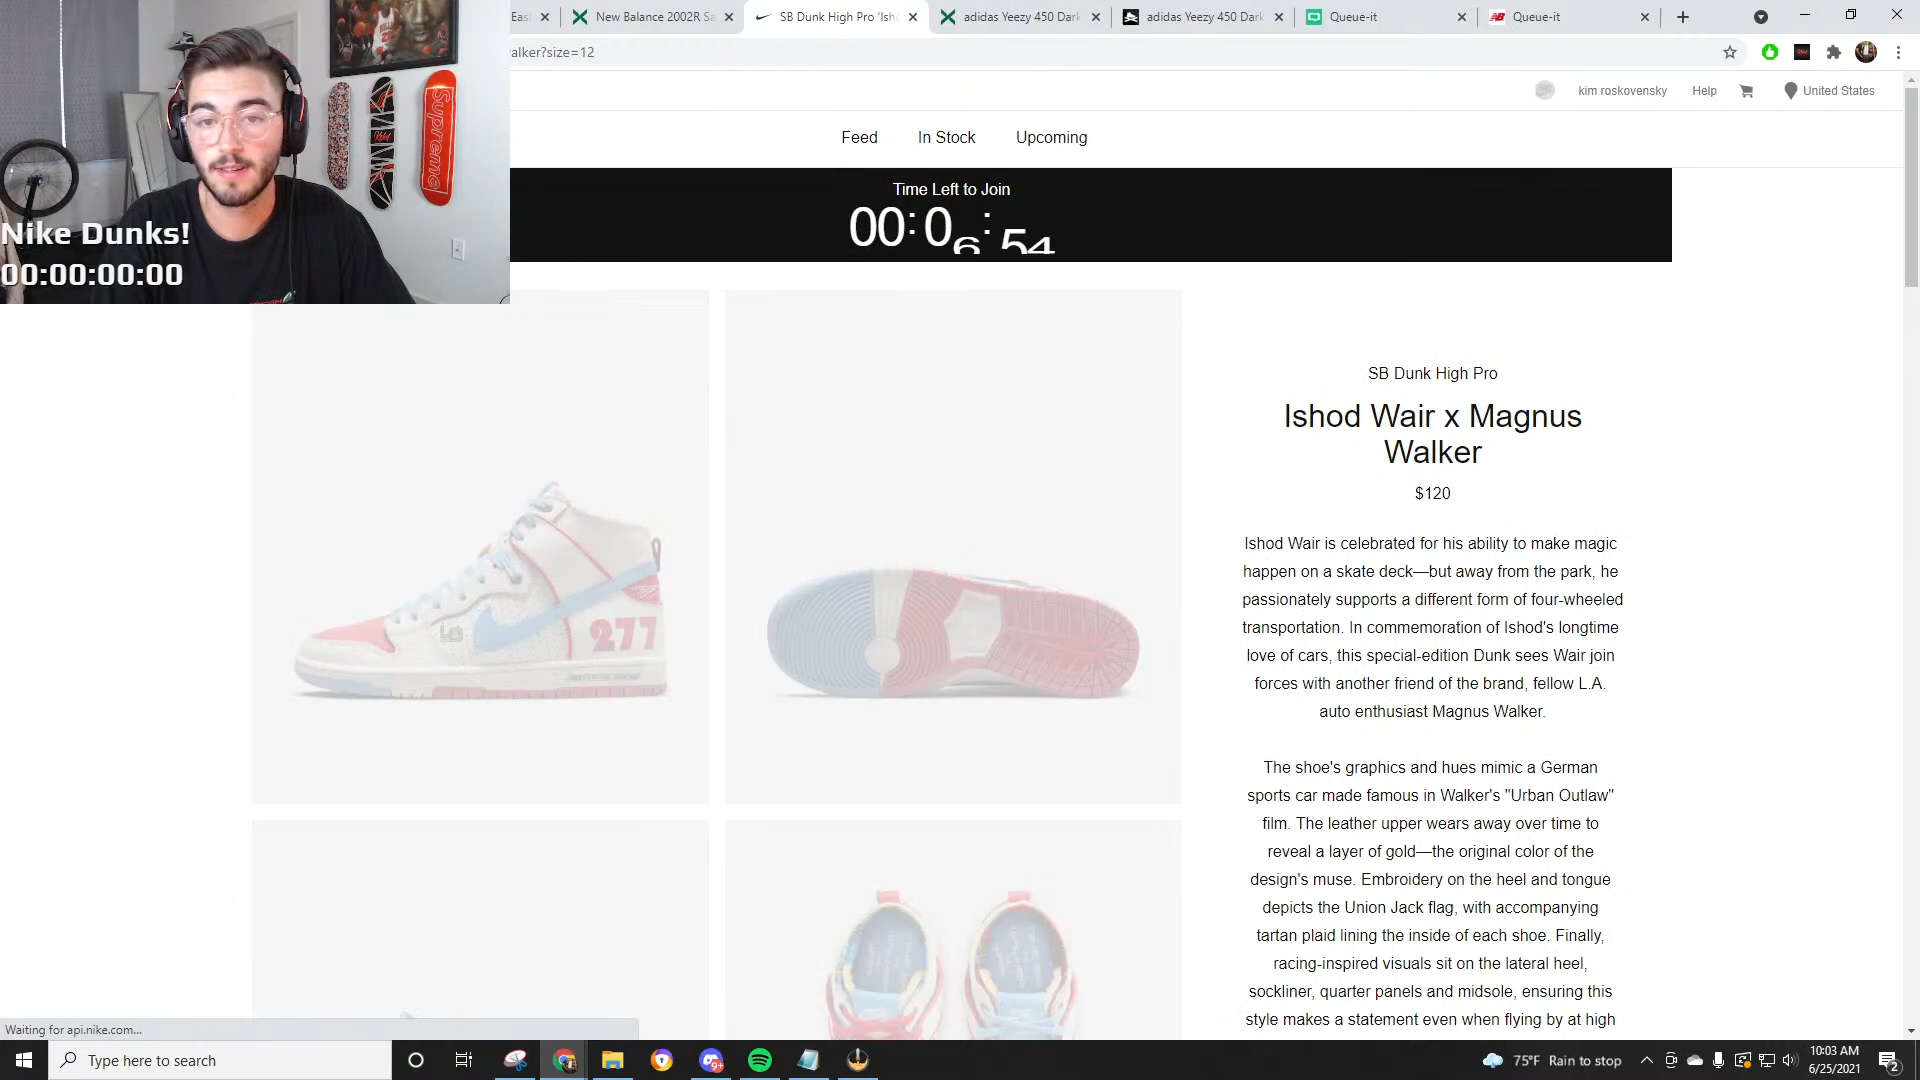 East
New Balance 2002R Sa
SB Dunk High Pro 'Ish
adidas Yeezy 450 Dark
adidas Yeezy 450 Dark
Queue-it
Queue-it
alker?size=12
kim roskovensky
Help
United States
Feed
In Stock
Upcoming
Time Left to Join
00:06:54
Supreme
Nike Dunks!
00:00:00:00
277
SB Dunk High Pro
Ishod Wair x Magnus
Walker
$120
Ishod Wair is celebrated for his ability to make magic
happen on a skate deck—but away from the park, he
passionately supports a different form of four-wheeled
transportation. In commemoration of Ishod's longtime
love of cars, this special-edition Dunk sees Wair join
forces with another friend of the brand, fellow L.A.
auto enthusiast Magnus Walker.
The shoe's graphics and hues mimic a German
sports car made famous in Walker's "Urban Outlaw"
film. The leather upper wears away over time to
reveal a layer of gold—the original color of the
design's muse. Embroidery on the heel and tongue
depicts the Union Jack flag, with accompanying
tartan plaid lining the inside of each shoe. Finally,
racing-inspired visuals sit on the lateral heel,
sockliner, quarter panels and midsole, ensuring this
style makes a statement even when flying by at high
Waiting for api.nike.com...
Type here to search
9+
75°F Rain to stop
10:03 AM
6/25/2021
2